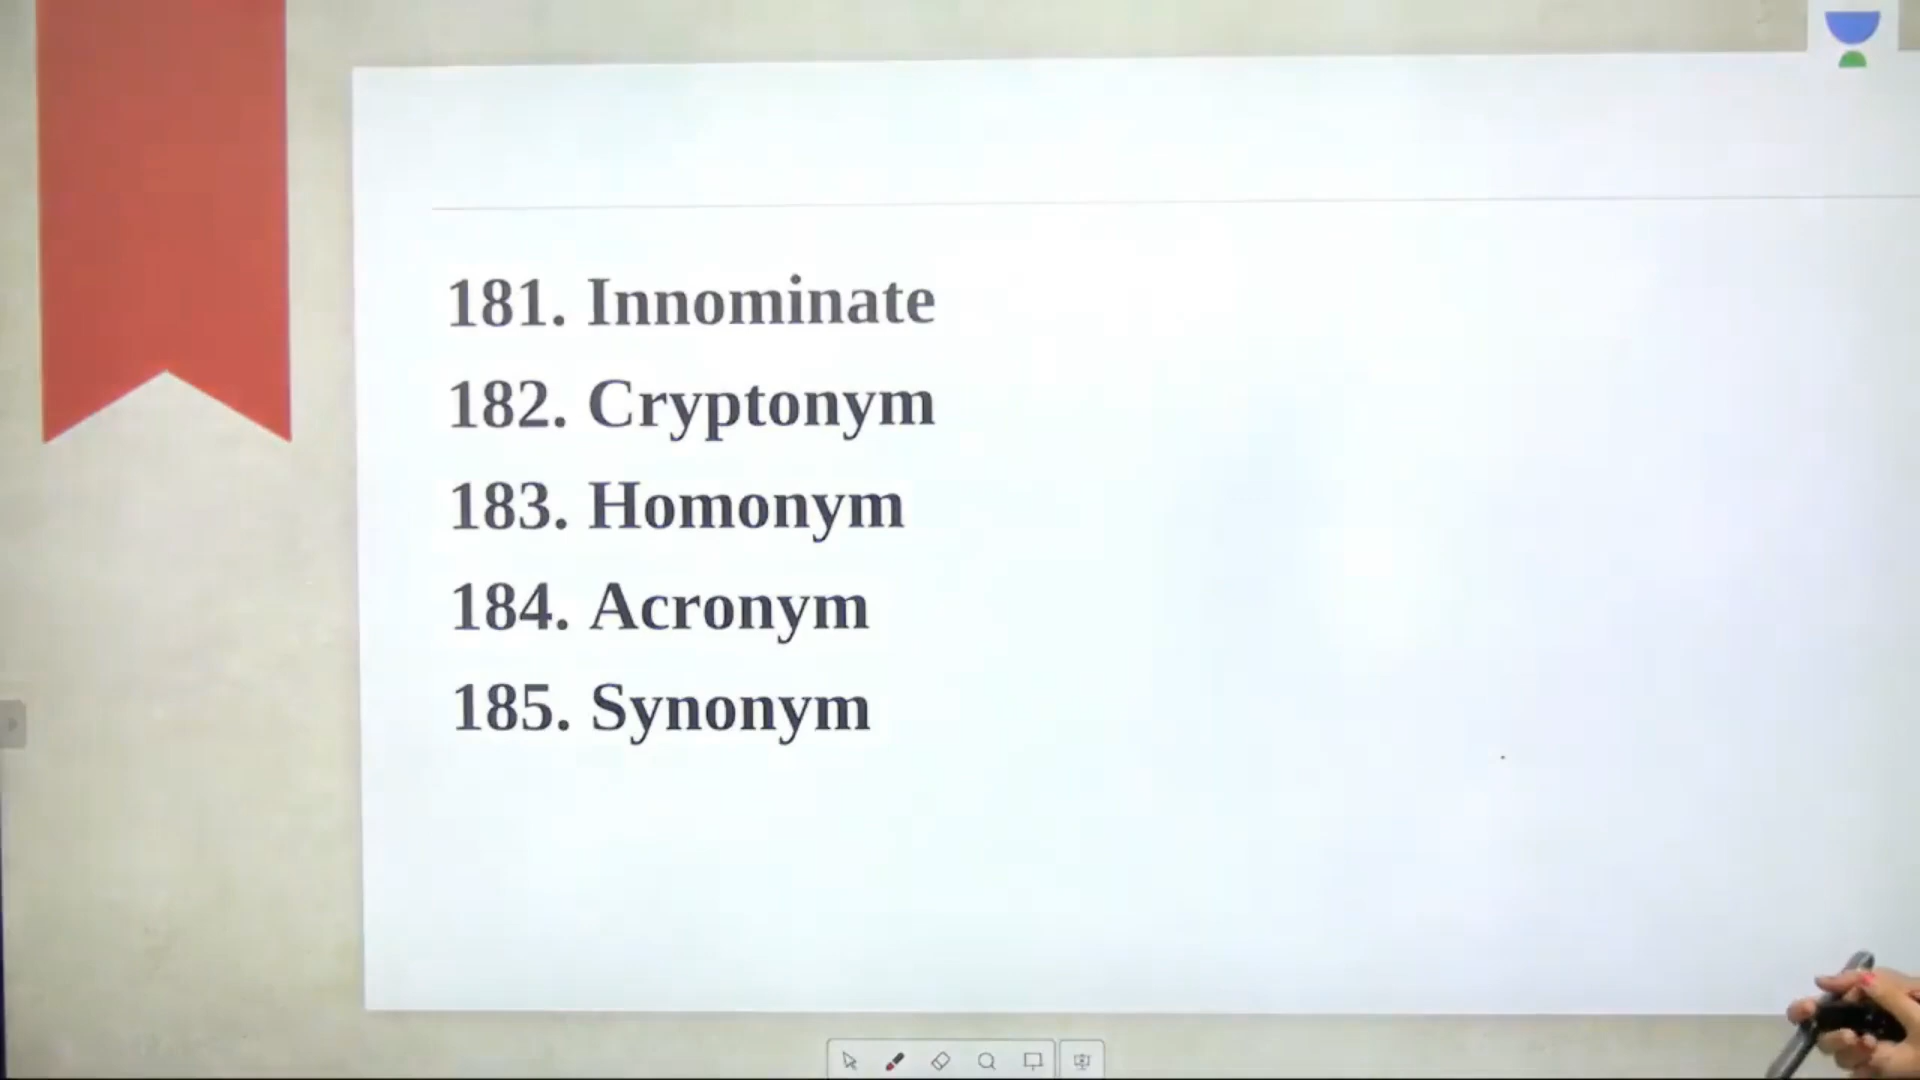 181. Innominate
182. Cryptonym
183. Homonym
184. Acronym
185. Synonym